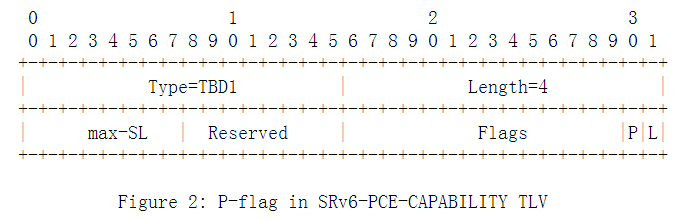 0                   1                   2                   3
 0 1 2 3 4 5 6 7 8 9 0 1 2 3 4 5 6 7 8 9 0 1 2 3 4 5 6 7 8 9 0 1
+-+-+-+-+-+-+-+-+-+-+-+-+-+-+-+-+-+-+-+-+-+-+-+-+-+-+-+-+-+-+-+-+
|            Type=TBD1           |            Length=4           |
+-+-+-+-+-+-+-+-+-+-+-+-+-+-+-+-+-+-+-+-+-+-+-+-+-+-+-+-+-+-+-+-+
|      max-SL   |  Reserved     |             Flags         |P|L|
+-+-+-+-+-+-+-+-+-+-+-+-+-+-+-+-+-+-+-+-+-+-+-+-+-+-+-+-+-+-+-+-+
Figure 2: P-flag in SRv6-PCE-CAPABILITY TLV